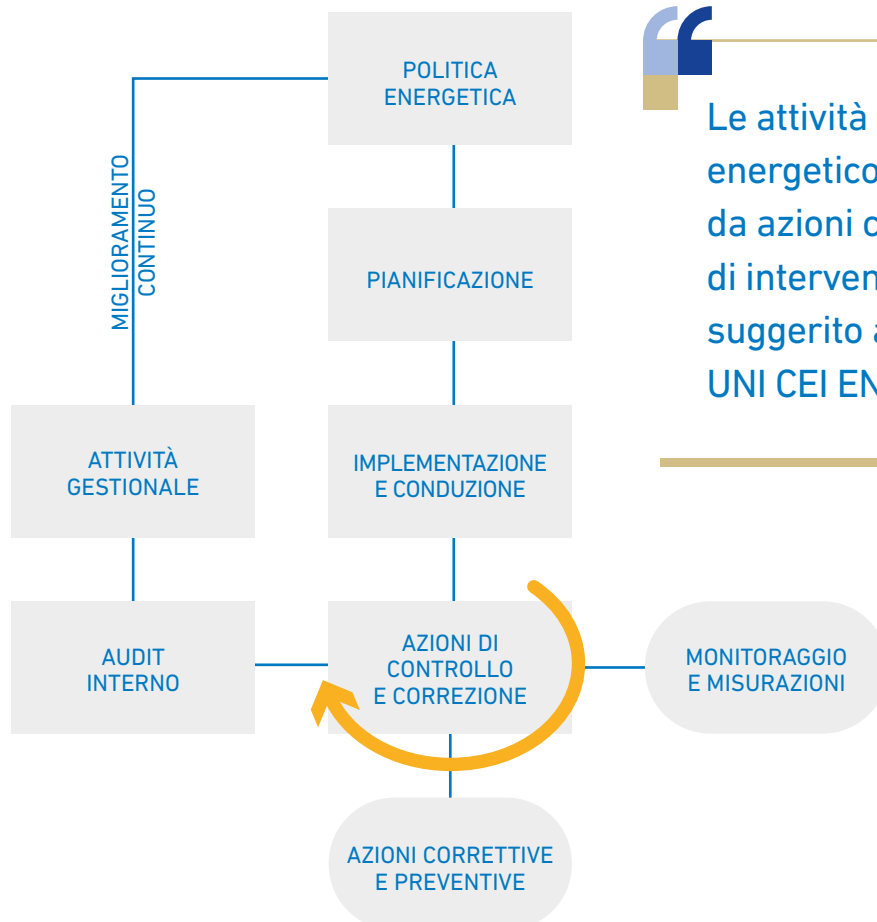 POLITICA
ENERGETICA
Le attività
energetico
da azioni
di
suggerito
UNI CEI EN
MIGLIORAMENTO
CONTINUO
PIANIFICAZIONE
ATTIVITÀ
GESTIONALE
IMPLEMENTAZIONE
E CONDUZIONE
AUDIT
INTERNO
AZIONI DI
CONTROLLO
E CORREZIONE
MONITORAGGIO
E MISURAZIONI
AZIONI CORRETTIVE
E PREVENTIVE